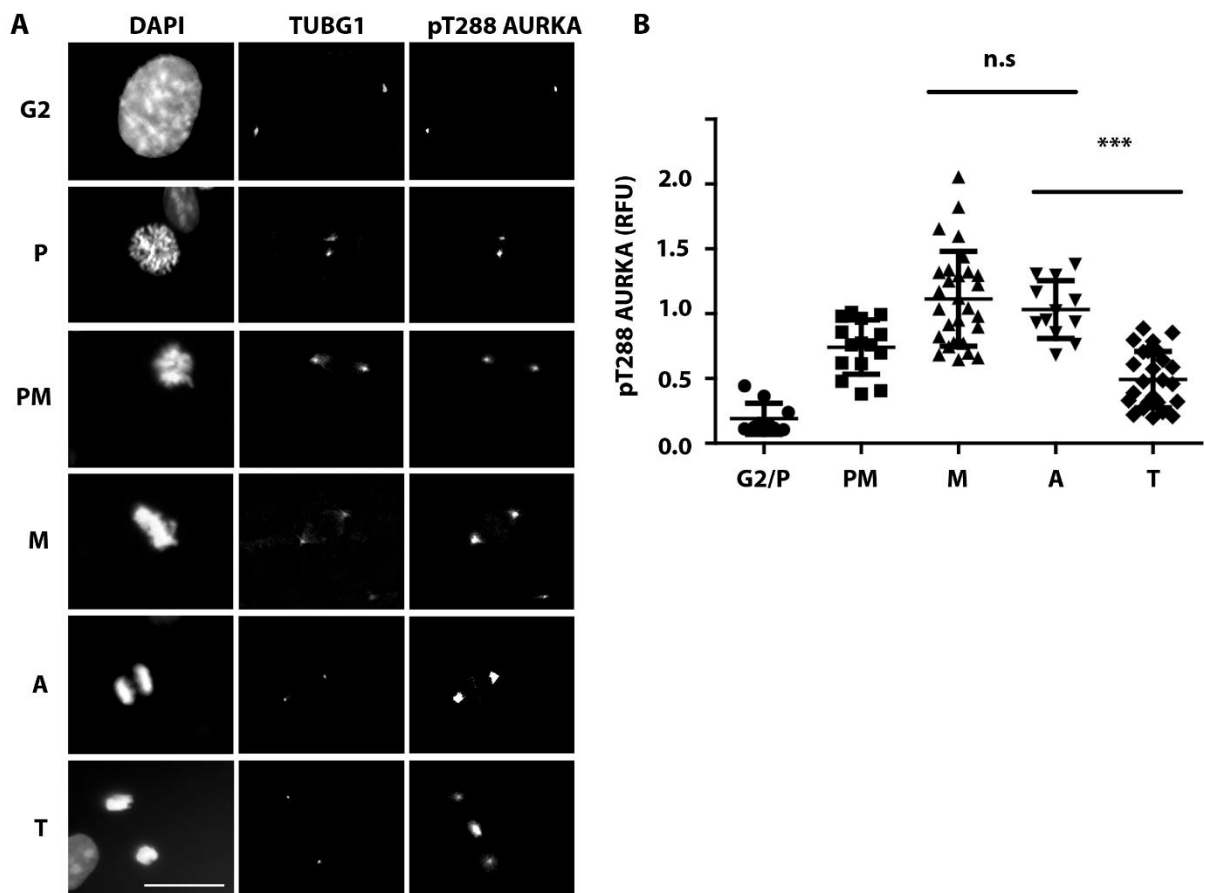 A
DAPI TUBG1 pT288 AURKA
G2
P
PM
M
A
T
B
n.s
***
pT288 AURKA (RFU)
2.0
1.5
1.0
0.5
0.0
G2/P PM M A T